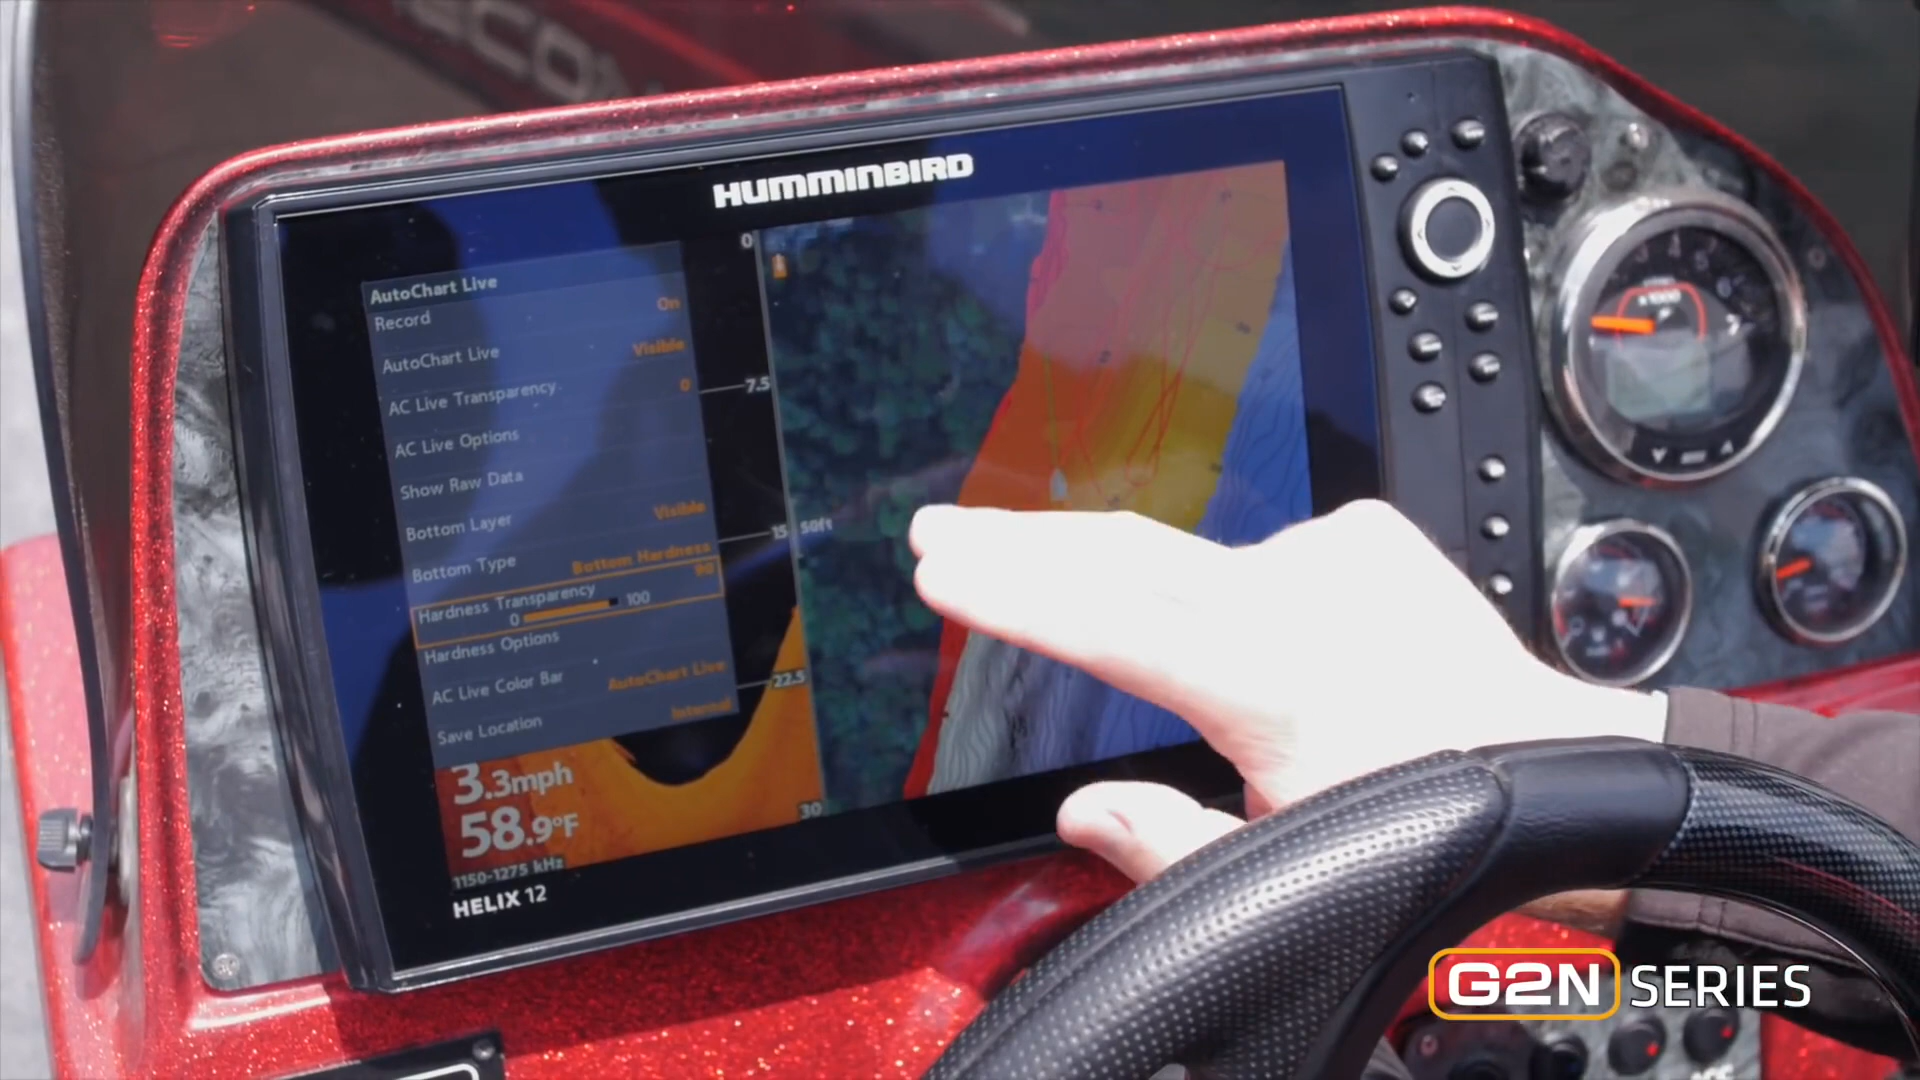 HUMMINBIRD
AutoChart Live
Record On
AutoChart Live Visible
AC Live Transparency 0
AC Live Options
Show Raw Data
Bottom Layer Visible
Bottom Type Bottom Hardness
Hardness Transparency 90
0 100
Hardness Options
AC Live Color Bar AutoChart Live
Save Location Internal
0
7.5
15
22.5
30
50ft
3.3mph
58.9°F
1150-1275 kHz
HELIX 12
x1000
G2N SERIES